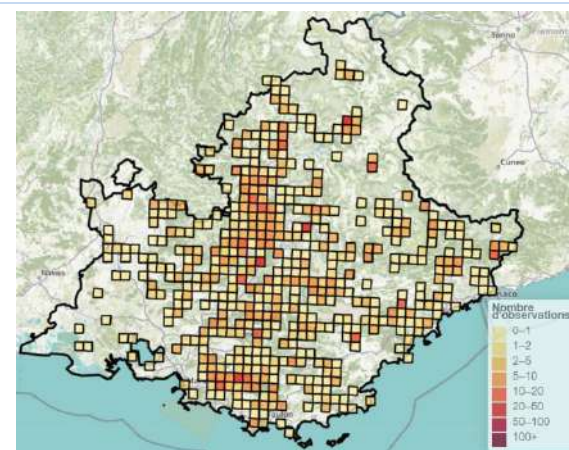 Torino
Cuneo
Nîmes
Toulon
Nombre
d'observations
0–1
1–2
2–5
5–10
10–20
20–50
50–100
100+